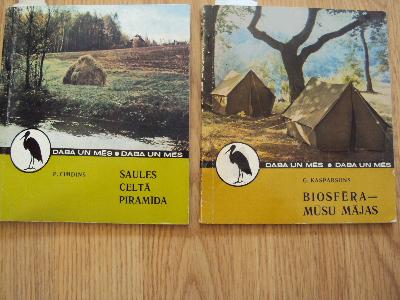 DABA UN MĒS ● DABA UN MĒS
P. CIMDIŅŠ
SAULES
CELTĀ
PIRAMĪDA
DABA UN MĒS ● DABA UN MĒS
G. KASPARSONS
BIOSFĒRA—
MŪSU MĀJAS